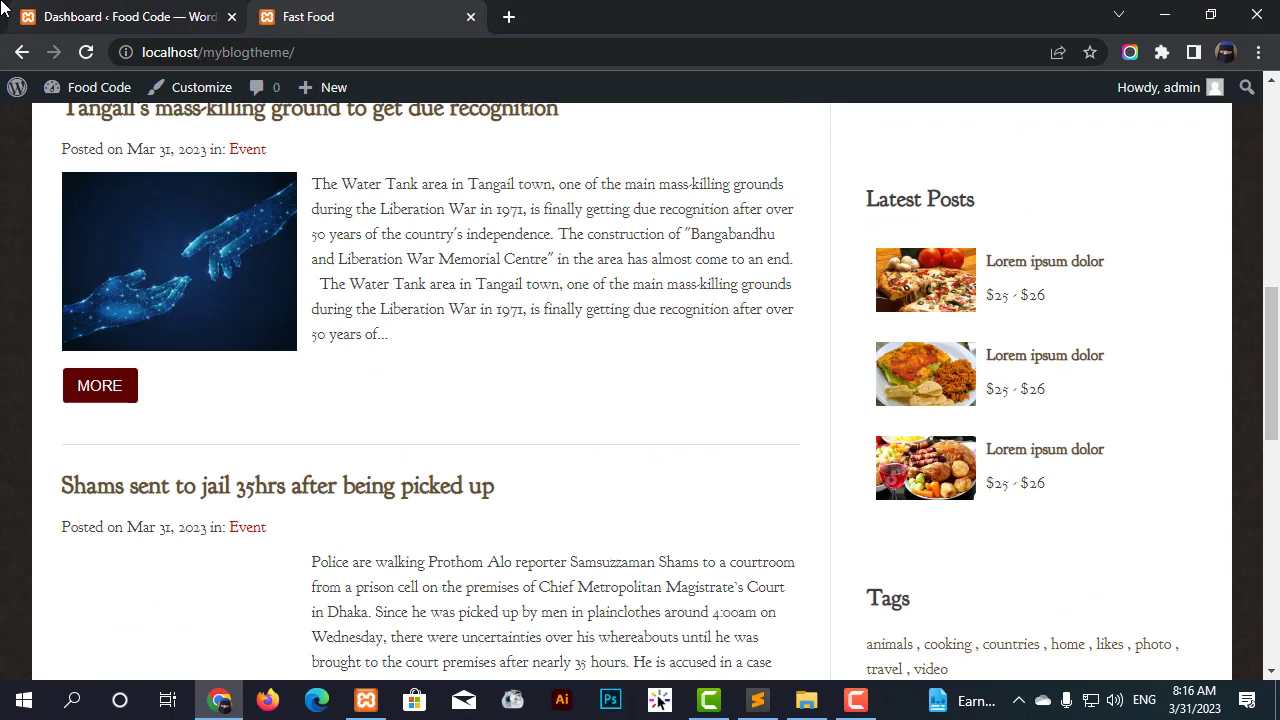 Dashboard ‹ Food Code — Word
Fast Food
localhost/myblogtheme/
Food Code
Customize
0
New
Howdy, admin
Tangail's mass-killing ground to get due recognition
Posted on Mar 31, 2023 in: Event
The Water Tank area in Tangail town, one of the main mass-killing grounds
during the Liberation War in 1971, is finally getting due recognition after over
50 years of the country's independence. The construction of "Bangabandhu
and Liberation War Memorial Centre" in the area has almost come to an end.
The Water Tank area in Tangail town, one of the main mass-killing grounds
during the Liberation War in 1971, is finally getting due recognition after over
50 years of...
MORE
Shams sent to jail 35hrs after being picked up
Posted on Mar 31, 2023 in: Event
Police are walking Prothom Alo reporter Samsuzzaman Shams to a courtroom
from a prison cell on the premises of Chief Metropolitan Magistrate's Court
in Dhaka. Since he was picked up by men in plainclothes around 4:00am on
Wednesday, there were uncertainties over his whereabouts until he was
brought to the court premises after nearly 35 hours. He is accused in a case
Latest Posts
Lorem ipsum dolor
$25 - $26
Lorem ipsum dolor
$25 - $26
Lorem ipsum dolor
$25 - $26
Tags
animals , cooking , countries , home , likes , photo ,
travel , video
Ai
Ps
Earn...
ENG
8:16 AM
3/31/2023